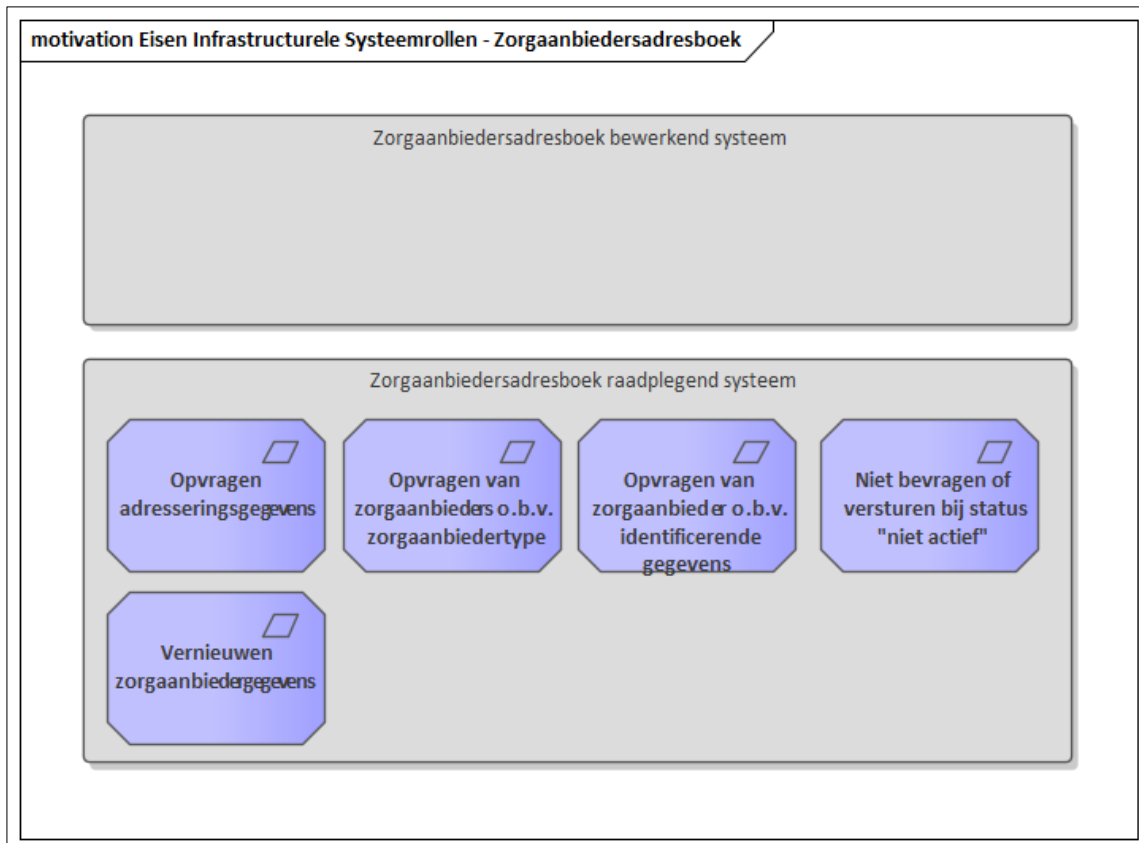 motivation Eisen Infrastructurele Systeemrollen - Zorgaanbiedersadresboek
Zorgaanbiedersadresboek bewerkend systeem
Zorgaanbiedersadresboek raadplegend systeem
Opvragen
adresseringsgegevens
Opvragen van
zorgaanbieders o.b.v.
zorgaanbiedertype
Opvragen van
zorgaanbieder o.b.v.
identificerende
gegevens
Niet bevragen of
versturen bij status
"niet actief"
Vernieuwen
zorgaanbiedergegevens